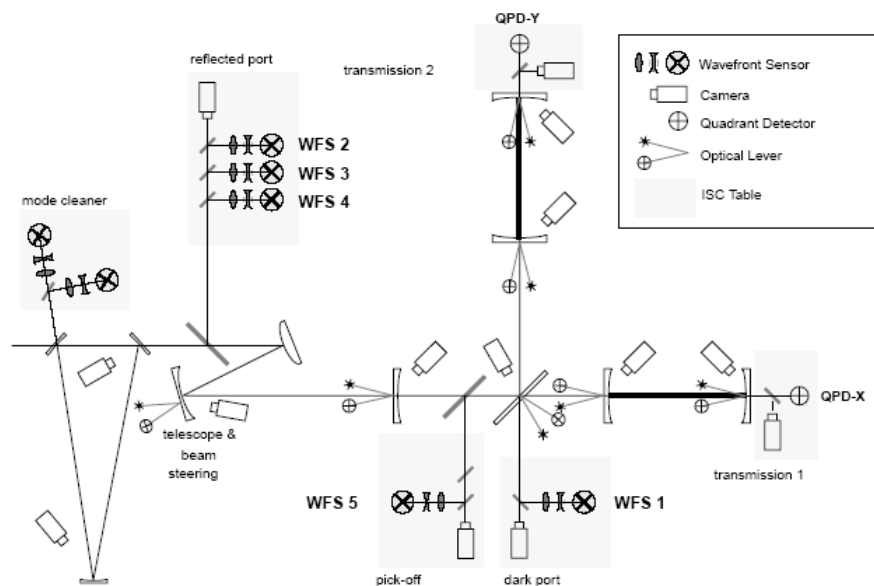 QPD-Y
reflected port
transmission 2
Wavefront Sensor
Camera
Quadrant Detector
Optical Lever
ISC Table
WFS 2
WFS 3
WFS 4
mode cleaner
QPD-X
telescope &
beam
steering
transmission 1
WFS 5
WFS 1
pick-off
dark port